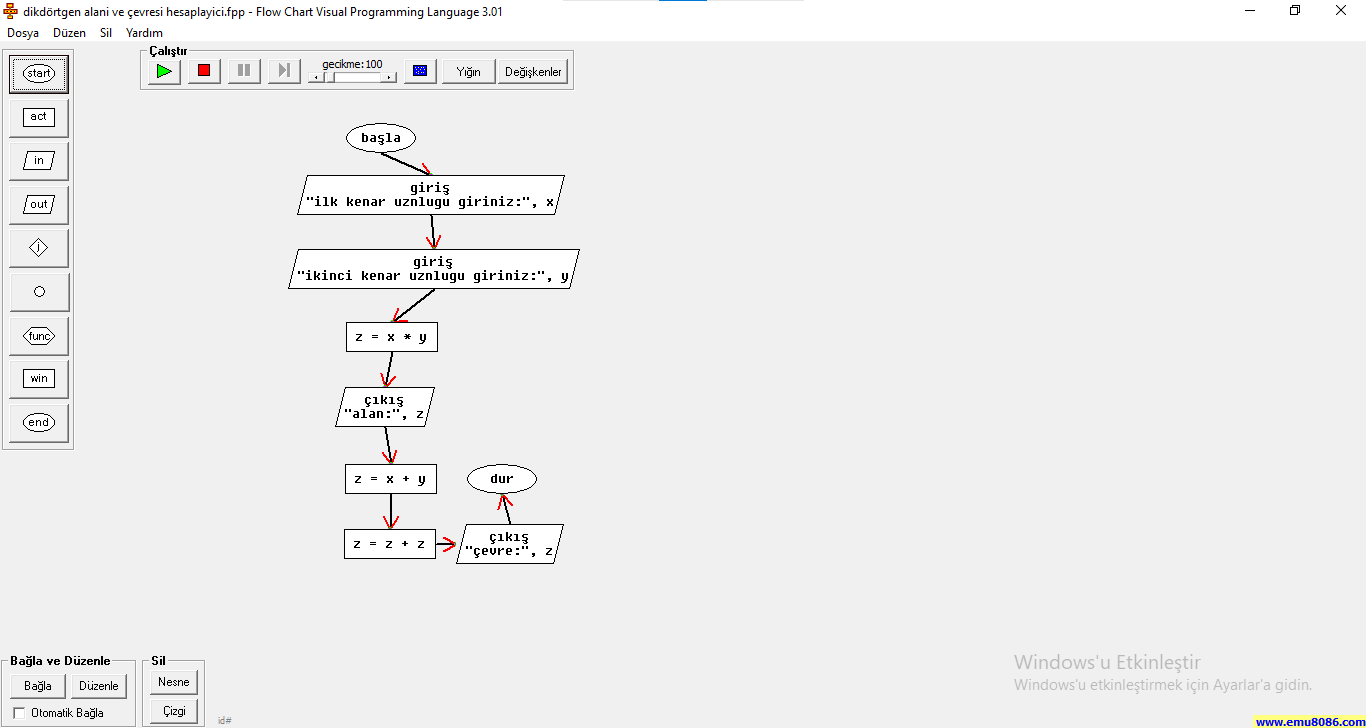 dikdörtgen alani ve çevresi hesaplayici.fpp - Flow Chart Visual Programming Language 3.01
Dosya Düzen Sil Yardım
Çalıştır
gecikme:100
Yığın
Değişkenler
start
act
in
out
j
func
win
end
başla
giriş
"ilk kenar uznlugu giriniz:", x
giriş
"ikinci kenar uznlugu giriniz:", y
z = x * y
çıkış
"alan:", z
z = x + y
dur
z = z + z
çıkış
"çevre:", z
Bağla ve Düzenle
Bağla
Düzenle
Otomatik Bağla
Sil
Nesne
Çizgi
id#
Windows'u Etkinleştir
Windows'u etkinleştirmek için Ayarlar'a gidin.
www.emu8086.com